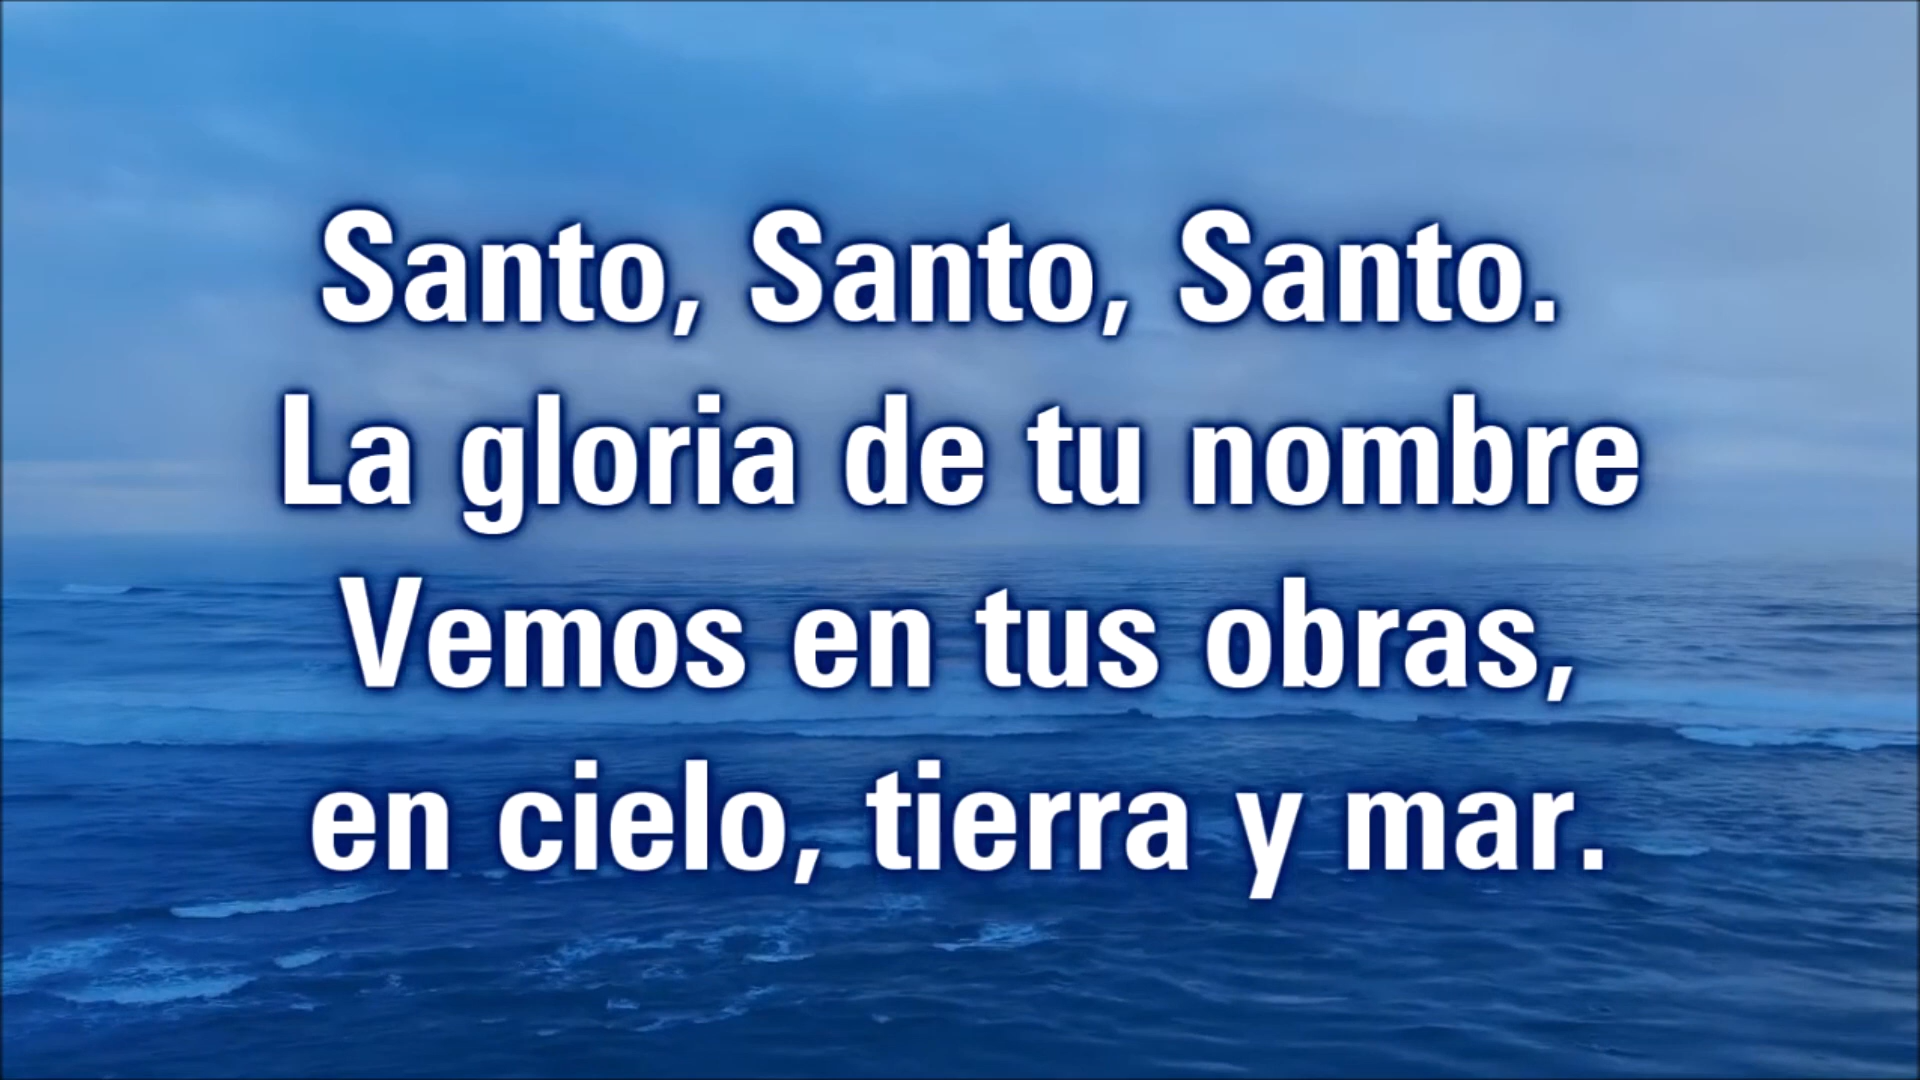 Santo, Santo, Santo.
La gloria de tu nombre
Vemos en tus obras,
en cielo, tierra y mar.